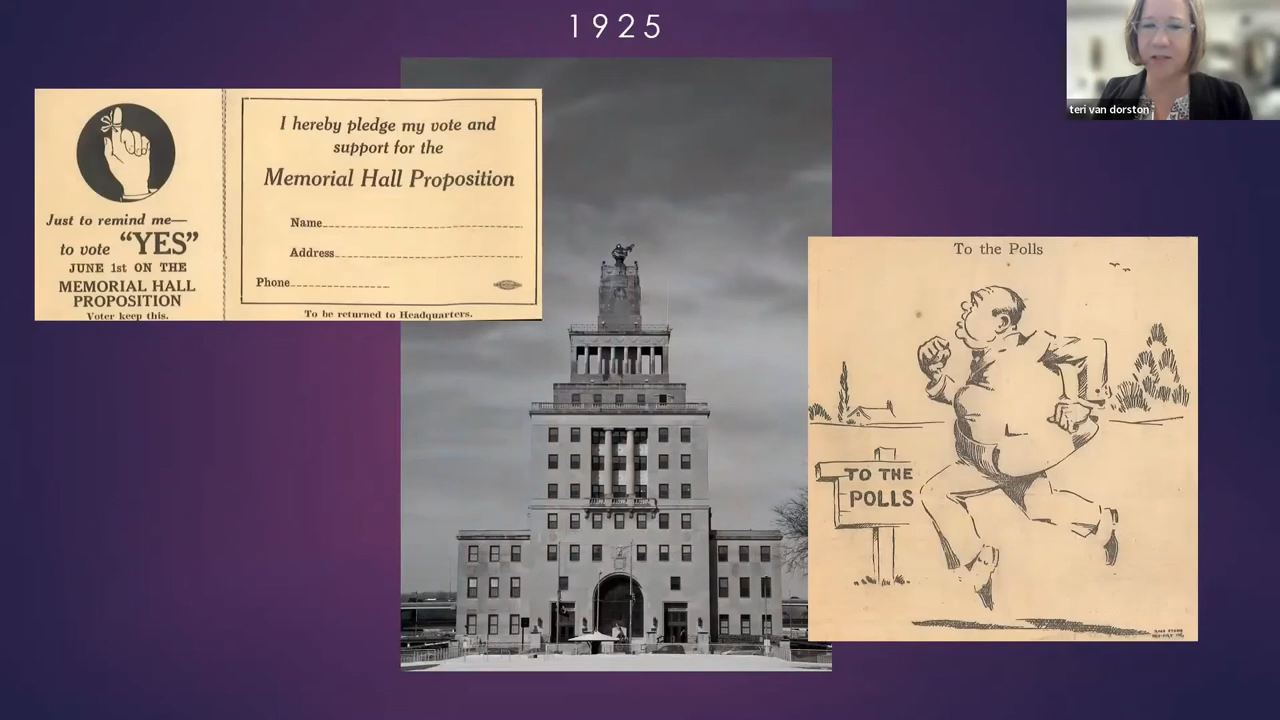 1925
teri van dorston
Just to remind me—
to vote “YES”
JUNE 1st ON THE
MEMORIAL HALL
PROPOSITION
Voter keep this.
I hereby pledge my vote and
support for the
Memorial Hall Proposition
Name
Address
Phone
To be returned to Headquarters.
To the Polls
TO THE
POLLS